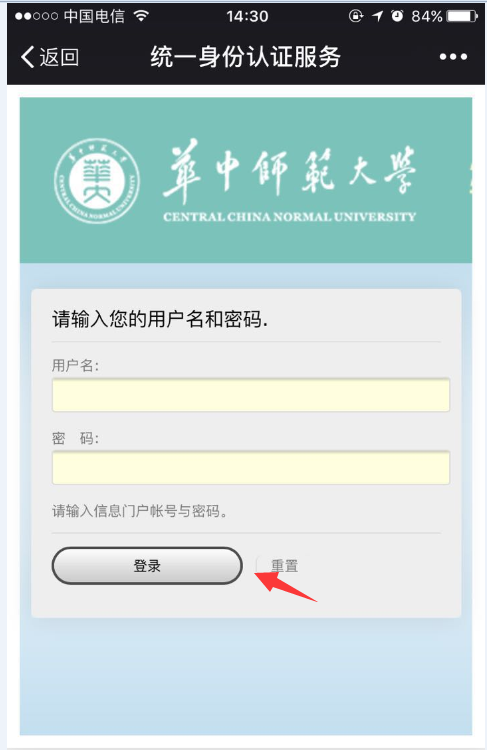 中国电信 14:30 84%
返回 统一身份认证服务
華中師範大學
CENTRAL CHINA NORMAL UNIVERSITY
请输入您的用户名和密码.
用户名:
密 码:
请输入信息门户帐号与密码。
登录 重置